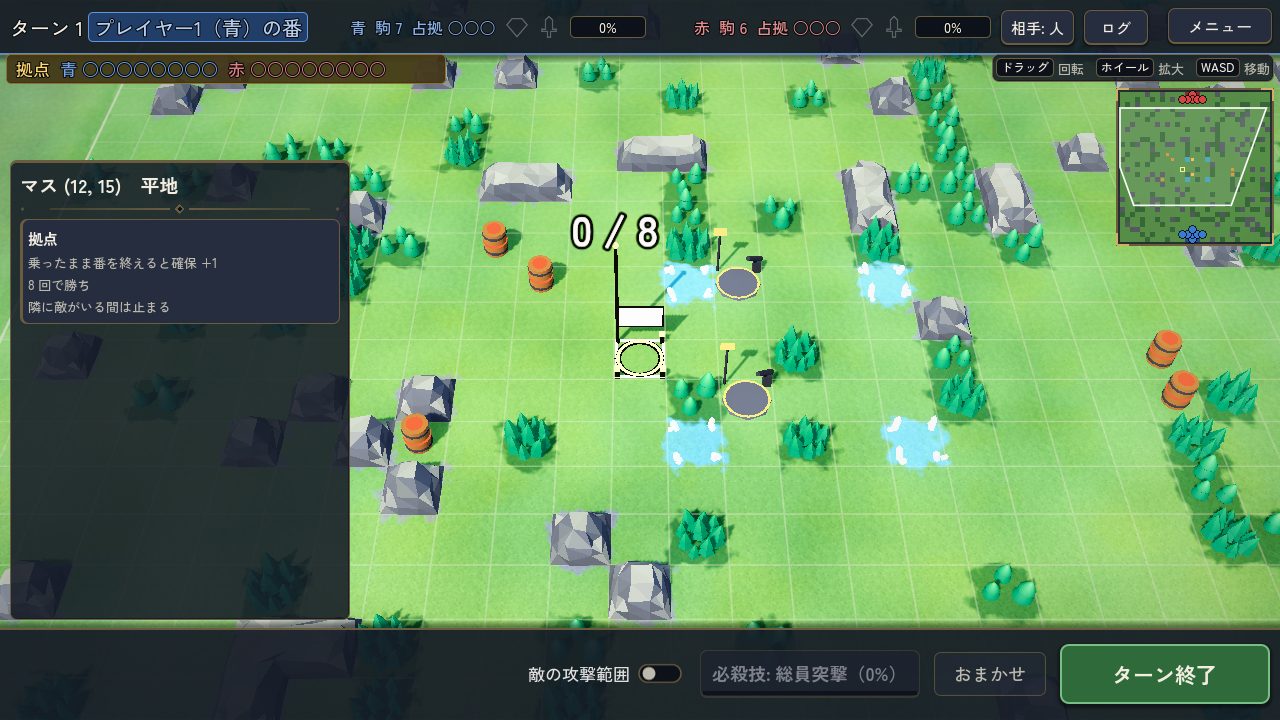 ターン 1 プレイヤー1（青）の番 青 駒 7 占拠 〇〇〇 0% 赤 駒 6 占拠 〇〇〇 0% 相手: 人 ログ メニュー
拠点 青 〇〇〇〇〇〇〇〇 赤 〇〇〇〇〇〇〇〇 ドラッグ 回転 ホイール 拡大 WASD 移動
マス (12, 15) 平地
拠点
乗ったまま番を終えると確保 +1
8 回で勝ち
隣に敵がいる間は止まる
0 / 8
敵の攻撃範囲 必殺技: 総員突撃（0%） おまかせ ターン終了